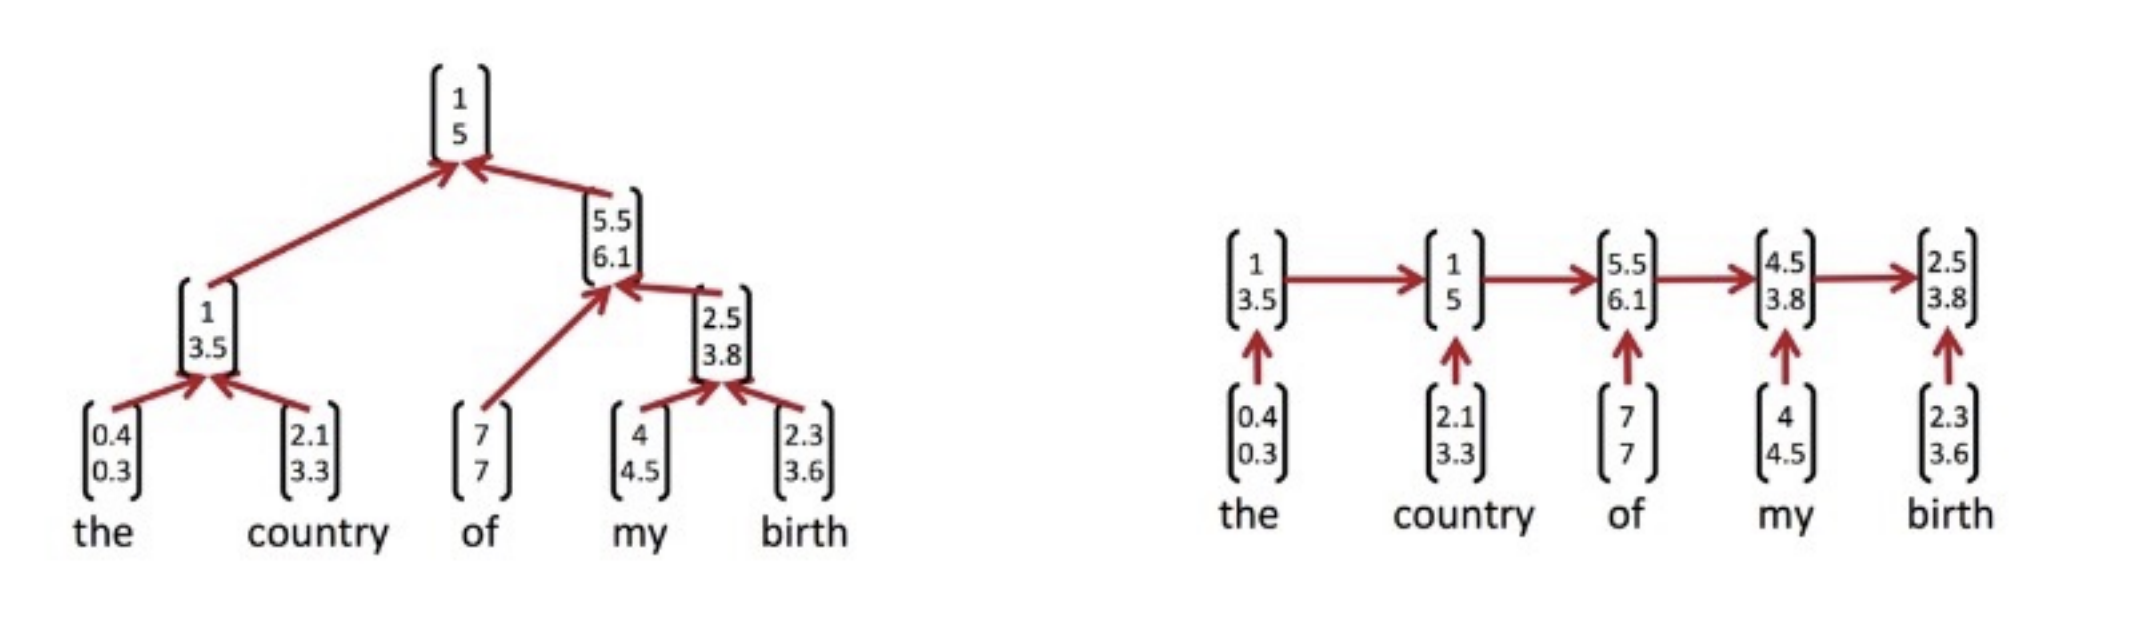 1
5
5.5
6.1
1
3.5
2.5
3.8
0.4 2.1 7 4 2.3
0.3 3.3 7 4.5 3.6
the country of my birth
1 1 5.5 4.5 2.5
3.5 5 6.1 3.8 3.8
0.4 2.1 7 4 2.3
0.3 3.3 7 4.5 3.6
the country of my birth